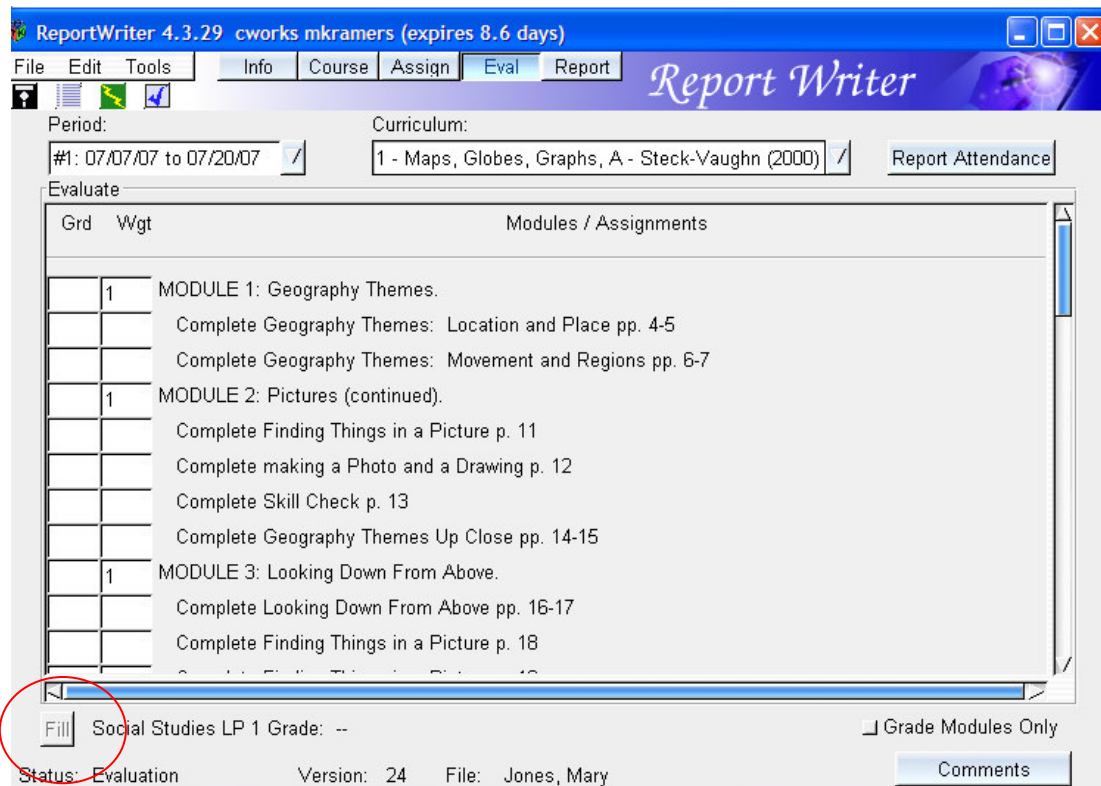 ReportWriter 4.3.29 cworks mkramers (expires 8.6 days)
File Edit Tools Info Course Assign Eval Report Report Writer
Period: Curriculum:
#1: 07/07/07 to 07/20/07 1 - Maps, Globes, Graphs, A - Steck-Vaughn (2000) Report Attendance
Evaluate
Grd Wgt Modules / Assignments
1 MODULE 1: Geography Themes.
Complete Geography Themes: Location and Place pp. 4-5
Complete Geography Themes: Movement and Regions pp. 6-7
1 MODULE 2: Pictures (continued).
Complete Finding Things in a Picture p. 11
Complete making a Photo and a Drawing p. 12
Complete Skill Check p. 13
Complete Geography Themes Up Close pp. 14-15
1 MODULE 3: Looking Down From Above.
Complete Looking Down From Above pp. 16-17
Complete Finding Things in a Picture p. 18
Fill Social Studies LP 1 Grade: -- Grade Modules Only
Status: Evaluation Version: 24 File: Jones, Mary Comments